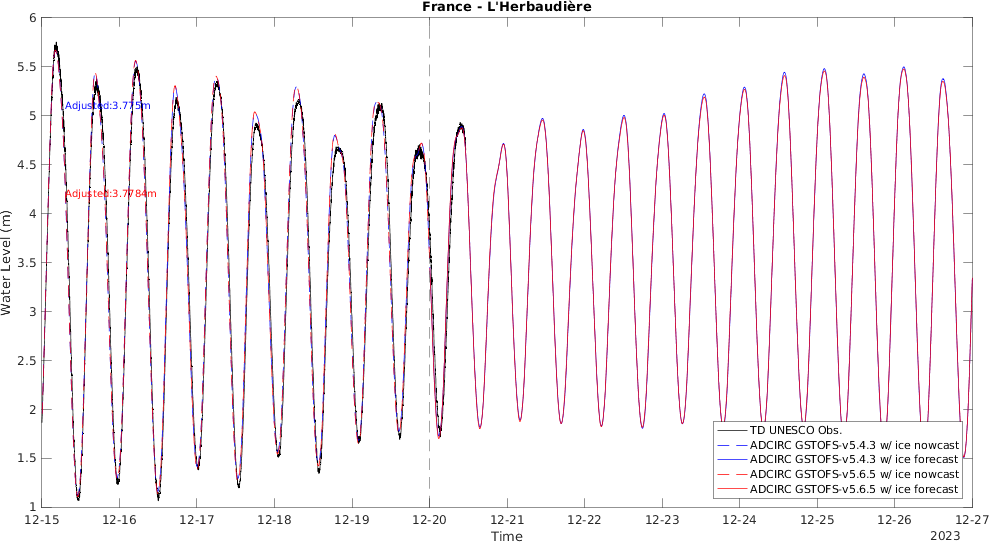 France - L'Herbaudière
6
5.5
5
4.5
4
3.5
3
2.5
2
1.5
1
Water Level (m)
Adjusted:3.775m
Adjusted:3.7784m
TD UNESCO Obs.
ADCIRC GSTOFS-v5.4.3 w/ ice nowcast
ADCIRC GSTOFS-v5.4.3 w/ ice forecast
ADCIRC GSTOFS-v5.6.5 w/ ice nowcast
ADCIRC GSTOFS-v5.6.5 w/ ice forecast
12-15 12-16 12-17 12-18 12-19 12-20 12-21 12-22 12-23 12-24 12-25 12-26 12-27
Time
2023